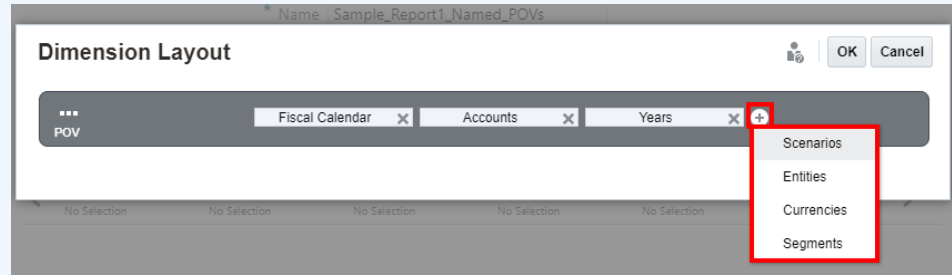 * Name Sample_Report1_Named_POVs
Dimension Layout
OK Cancel
POV
Fiscal Calendar Accounts Years
Scenarios
Entities
Currencies
Segments
No Selection No Selection No Selection No Selection No Selection